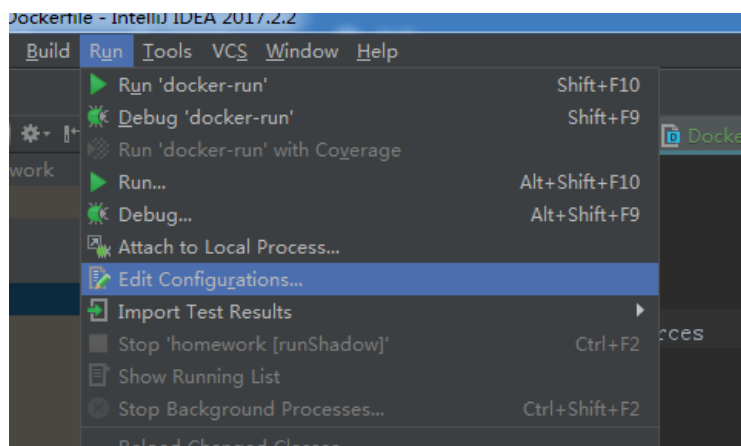 Dockerfile - IntelliJ IDEA 2017.2.2
Build Run Tools VCS Window Help
Run 'docker-run' Shift+F10
Debug 'docker-run' Shift+F9
Run 'docker-run' with Coverage
Run... Alt+Shift+F10
Debug... Alt+Shift+F9
Attach to Local Process...
Edit Configurations...
Import Test Results
Stop 'homework [runShadow]' Ctrl+F2
Show Running List
Stop Background Processes... Ctrl+Shift+F2
Reload Changed Classes
work
Docke
rces